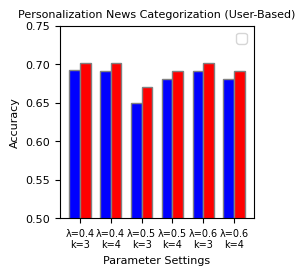 Personalization News Categorization (User-Based)
0.75
0.70
0.65
0.60
0.55
0.50
Accuracy
λ=0.4 λ=0.4 λ=0.5 λ=0.5 λ=0.6 λ=0.6
k=3 k=4 k=3 k=4 k=3 k=4
Parameter Settings